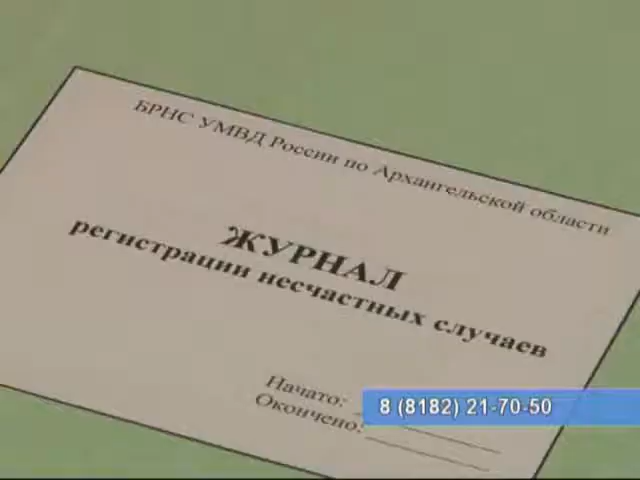 БРНС УМВД России по Архангельской области
ЖУРНАЛ
регистрации несчастных случаев
Начато:
Окончено:
8 (8182) 21-70-50